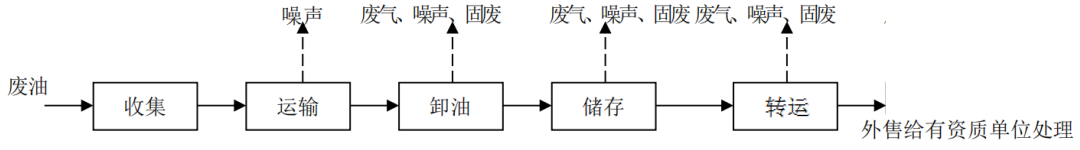 噪声
废气、噪声、固废
废气、噪声、固废
废气、噪声、固废
废油
收集
运输
卸油
储存
转运
外售给有资质单位处理